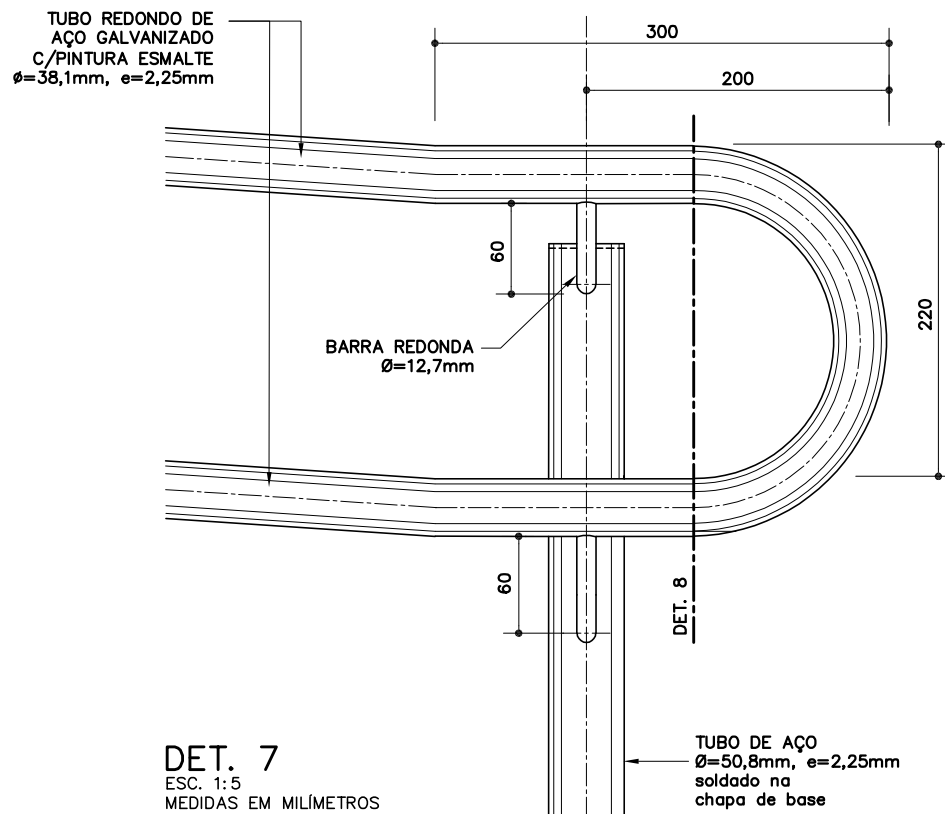 TUBO REDONDO DE
AÇO GALVANIZADO
C/PINTURA ESMALTE
ø=38,1mm, e=2,25mm
300
200
60
220
BARRA REDONDA
Ø=12,7mm
60
DET. 8
DET. 7
ESC. 1:5
MEDIDAS EM MILÍMETROS
TUBO DE AÇO
Ø=50,8mm, e=2,25mm
soldado na
chapa de base